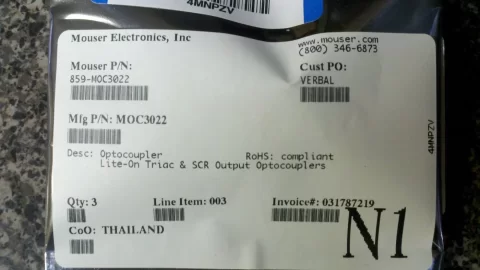 4MNPZV
Mouser Electronics, Inc
www.mouser.com
(800) 346-6873
Mouser P/N:
859-MOC3022
Cust PO:
VERBAL
Mfg P/N: MOC3022
4MNPZV
Desc: Optocoupler RoHS: compliant
Lite-On Triac & SCR Output Optocouplers
Qty: 3 Line Item: 003 Invoice#: 031787219
CoO: THAILAND
N1